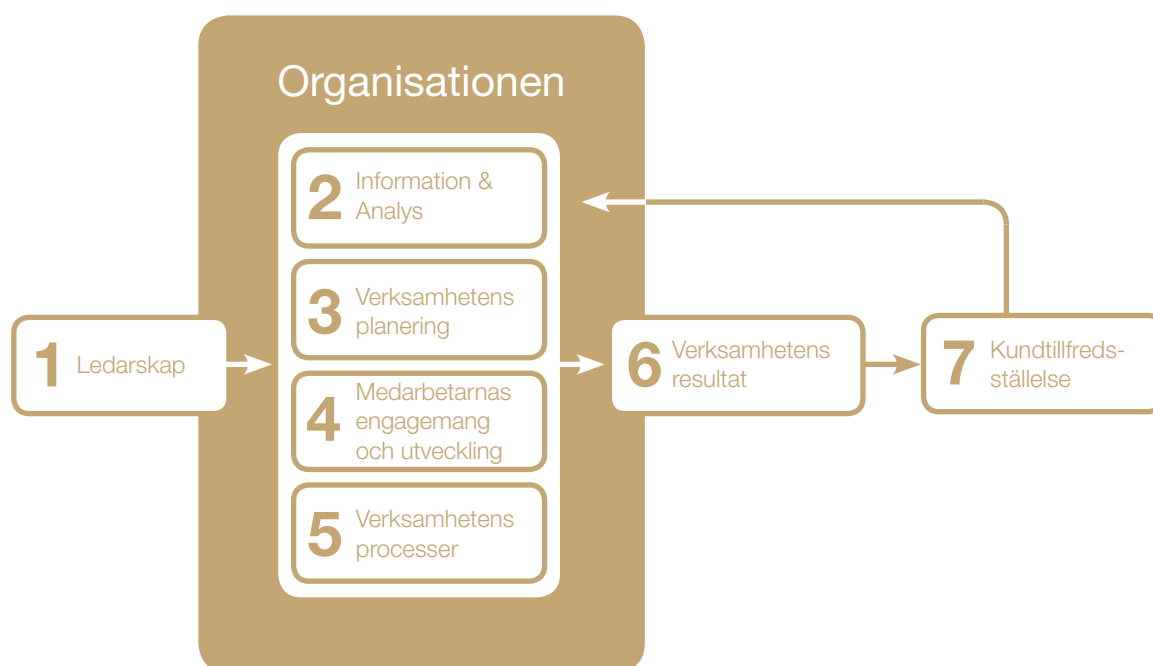 Organisationen
1 Ledarskap
2 Information &
Analys
3 Verksamhetens
planering
4 Medarbetarnas
engagemang
och utveckling
5 Verksamhetens
processer
6 Verksamhetens
resultat
7 Kundtillfreds-
ställelse